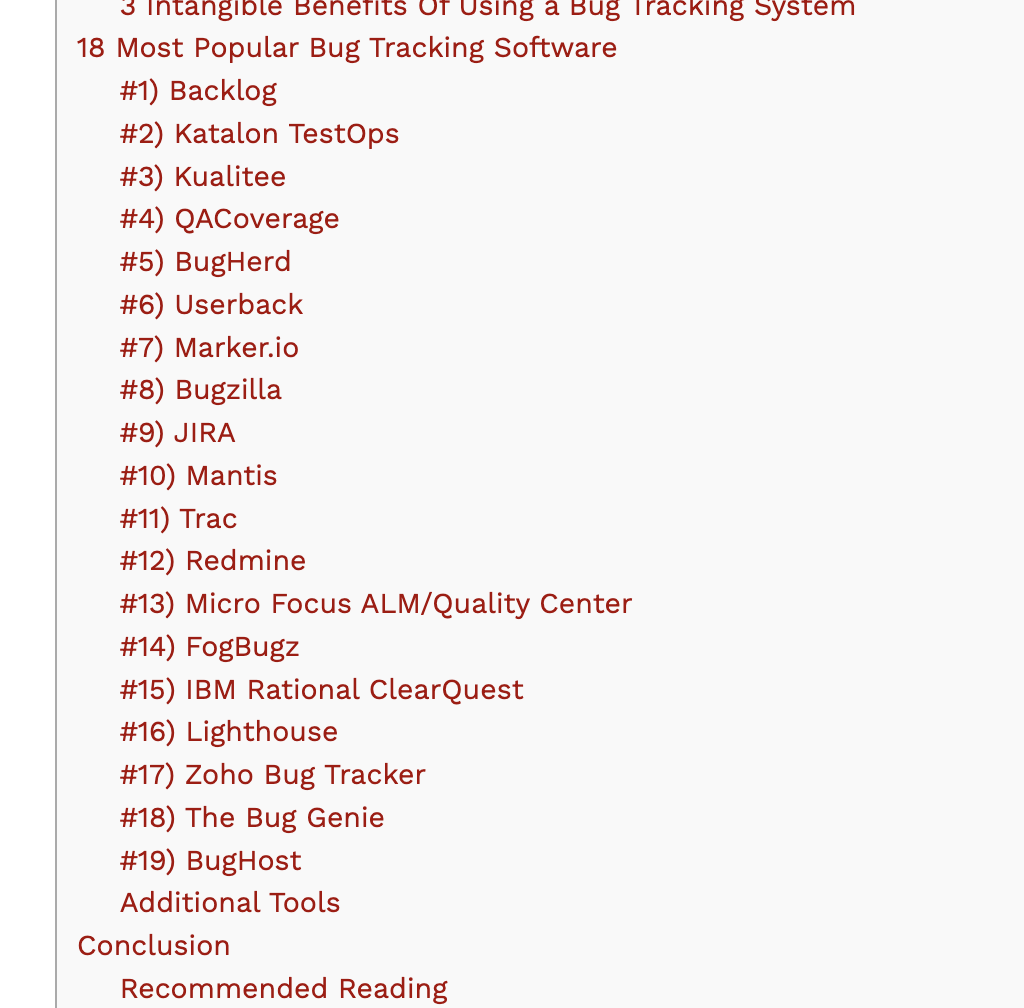 3 Intangible Benefits Of Using a Bug Tracking System
18 Most Popular Bug Tracking Software
#1) Backlog
#2) Katalon TestOps
#3) Kualitee
#4) QACoverage
#5) BugHerd
#6) Userback
#7) Marker.io
#8) Bugzilla
#9) JIRA
#10) Mantis
#11) Trac
#12) Redmine
#13) Micro Focus ALM/Quality Center
#14) FogBugz
#15) IBM Rational ClearQuest
#16) Lighthouse
#17) Zoho Bug Tracker
#18) The Bug Genie
#19) BugHost
Additional Tools
Conclusion
Recommended Reading